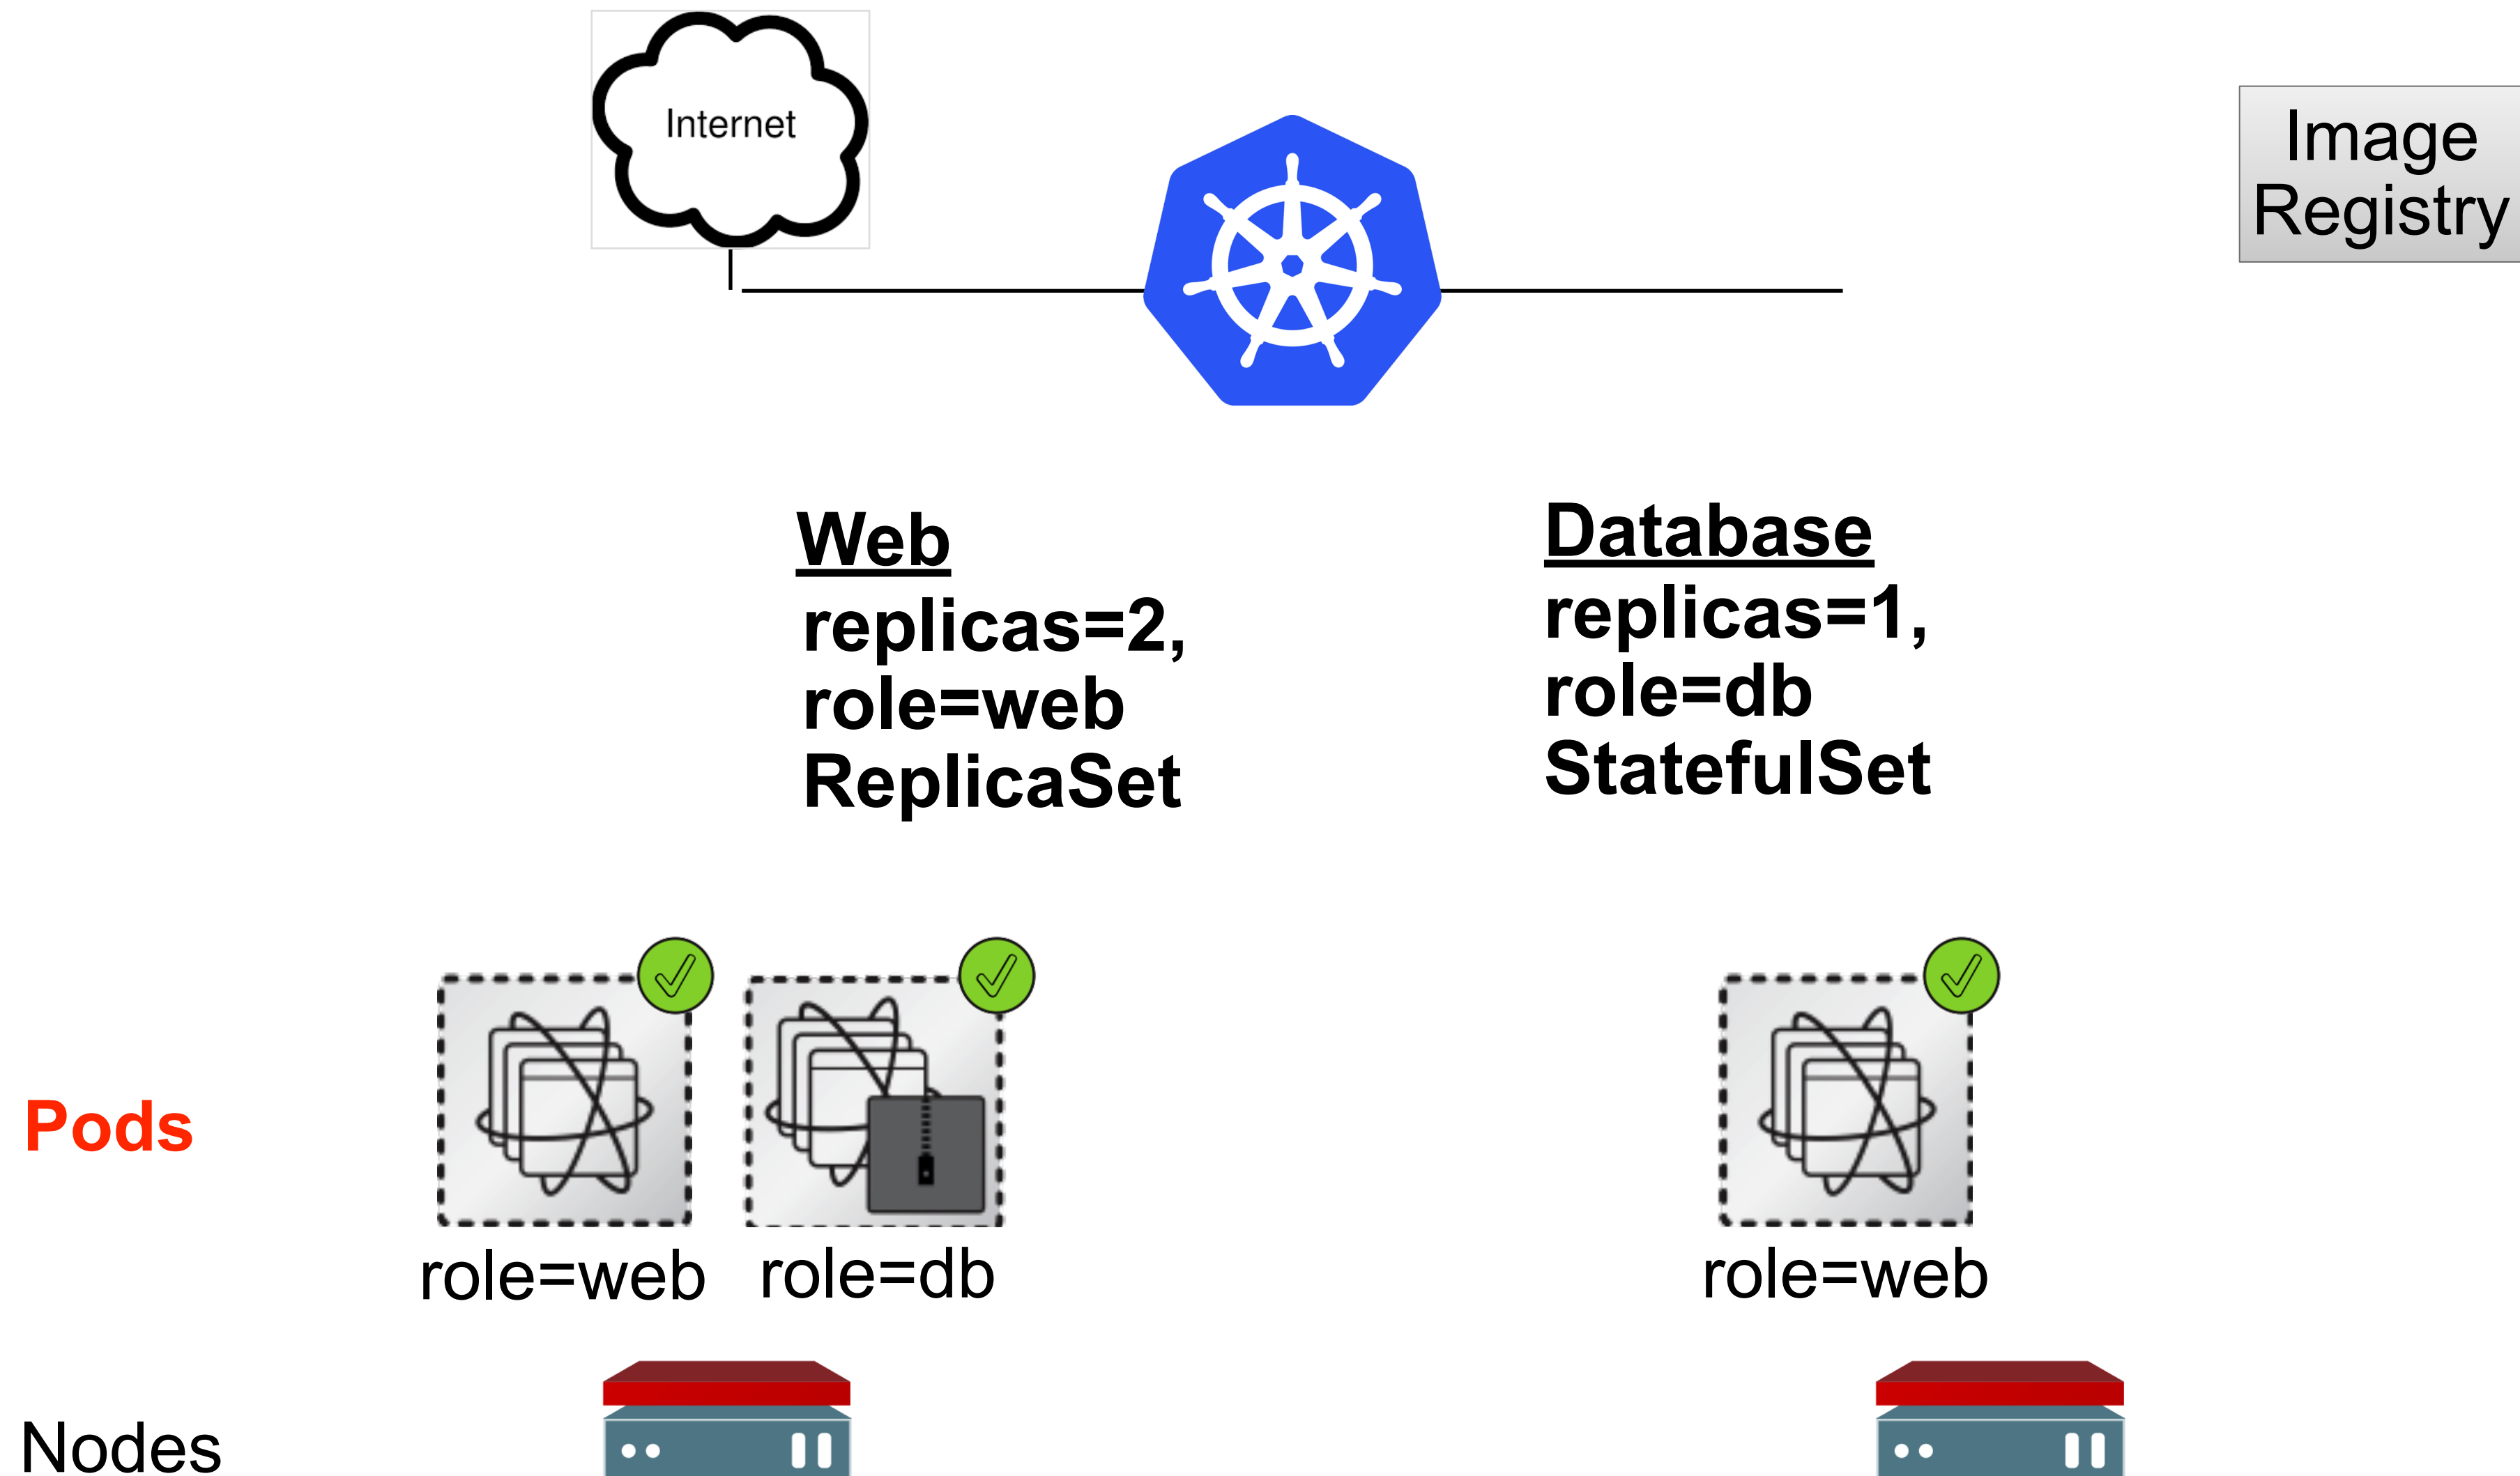 Internet
Image
Registry
Web
replicas=2,
role=web
ReplicaSet
Database
replicas=1,
role=db
StatefulSet
Pods
role=web
role=db
role=web
Nodes